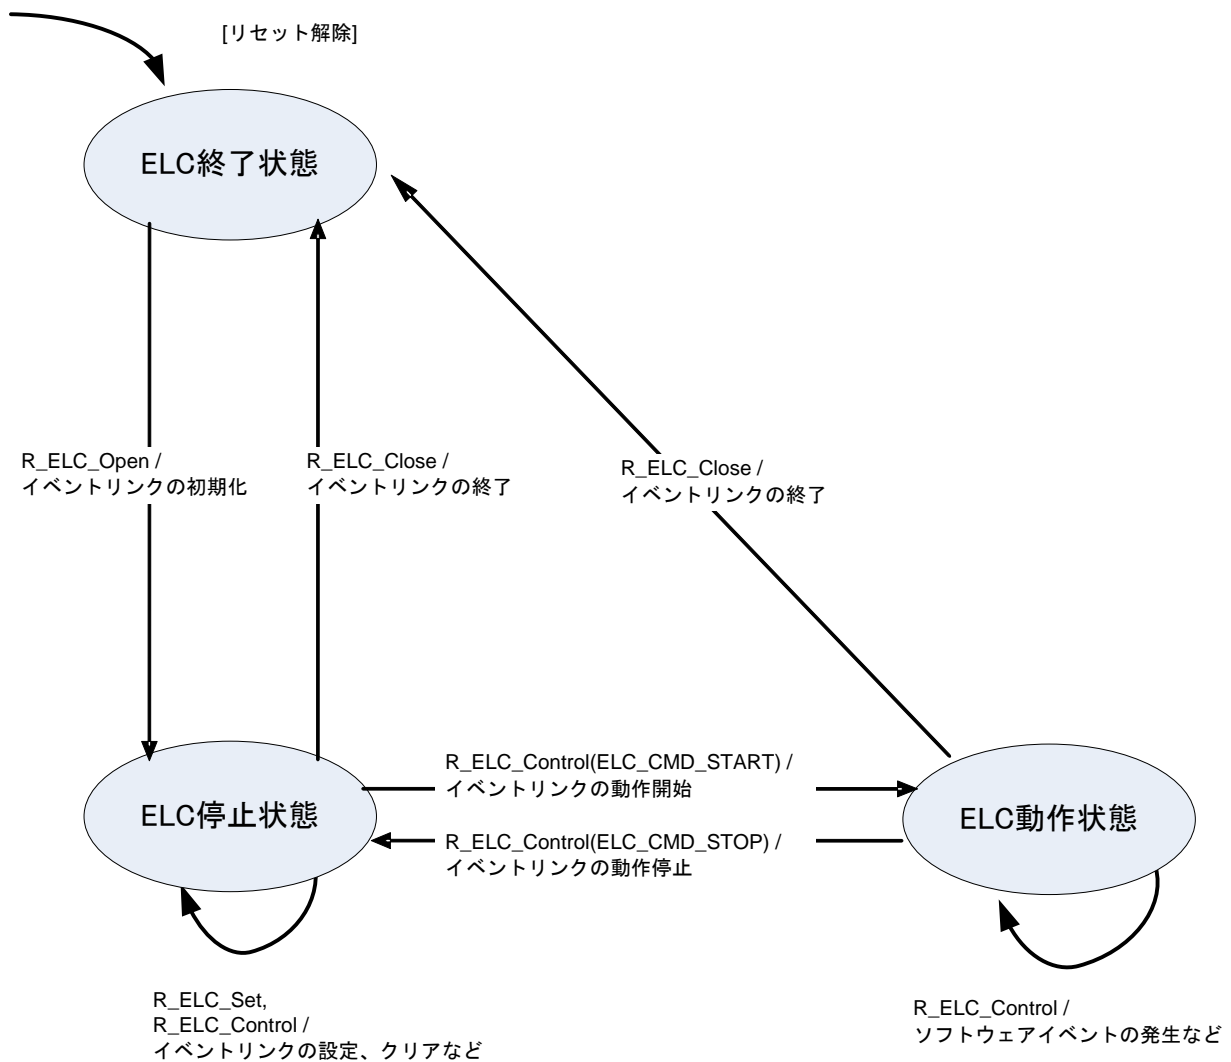 [リセット解除]
ELC終了状態
R_ELC_Open /
イベントリンクの初期化
R_ELC_Close /
イベントリンクの終了
R_ELC_Close /
イベントリンクの終了
ELC停止状態
R_ELC_Control(ELC_CMD_START) /
イベントリンクの動作開始
R_ELC_Control(ELC_CMD_STOP) /
イベントリンクの動作停止
ELC動作状態
R_ELC_Set,
R_ELC_Control /
イベントリンクの設定、クリアなど
R_ELC_Control /
ソフトウェアイベントの発生など